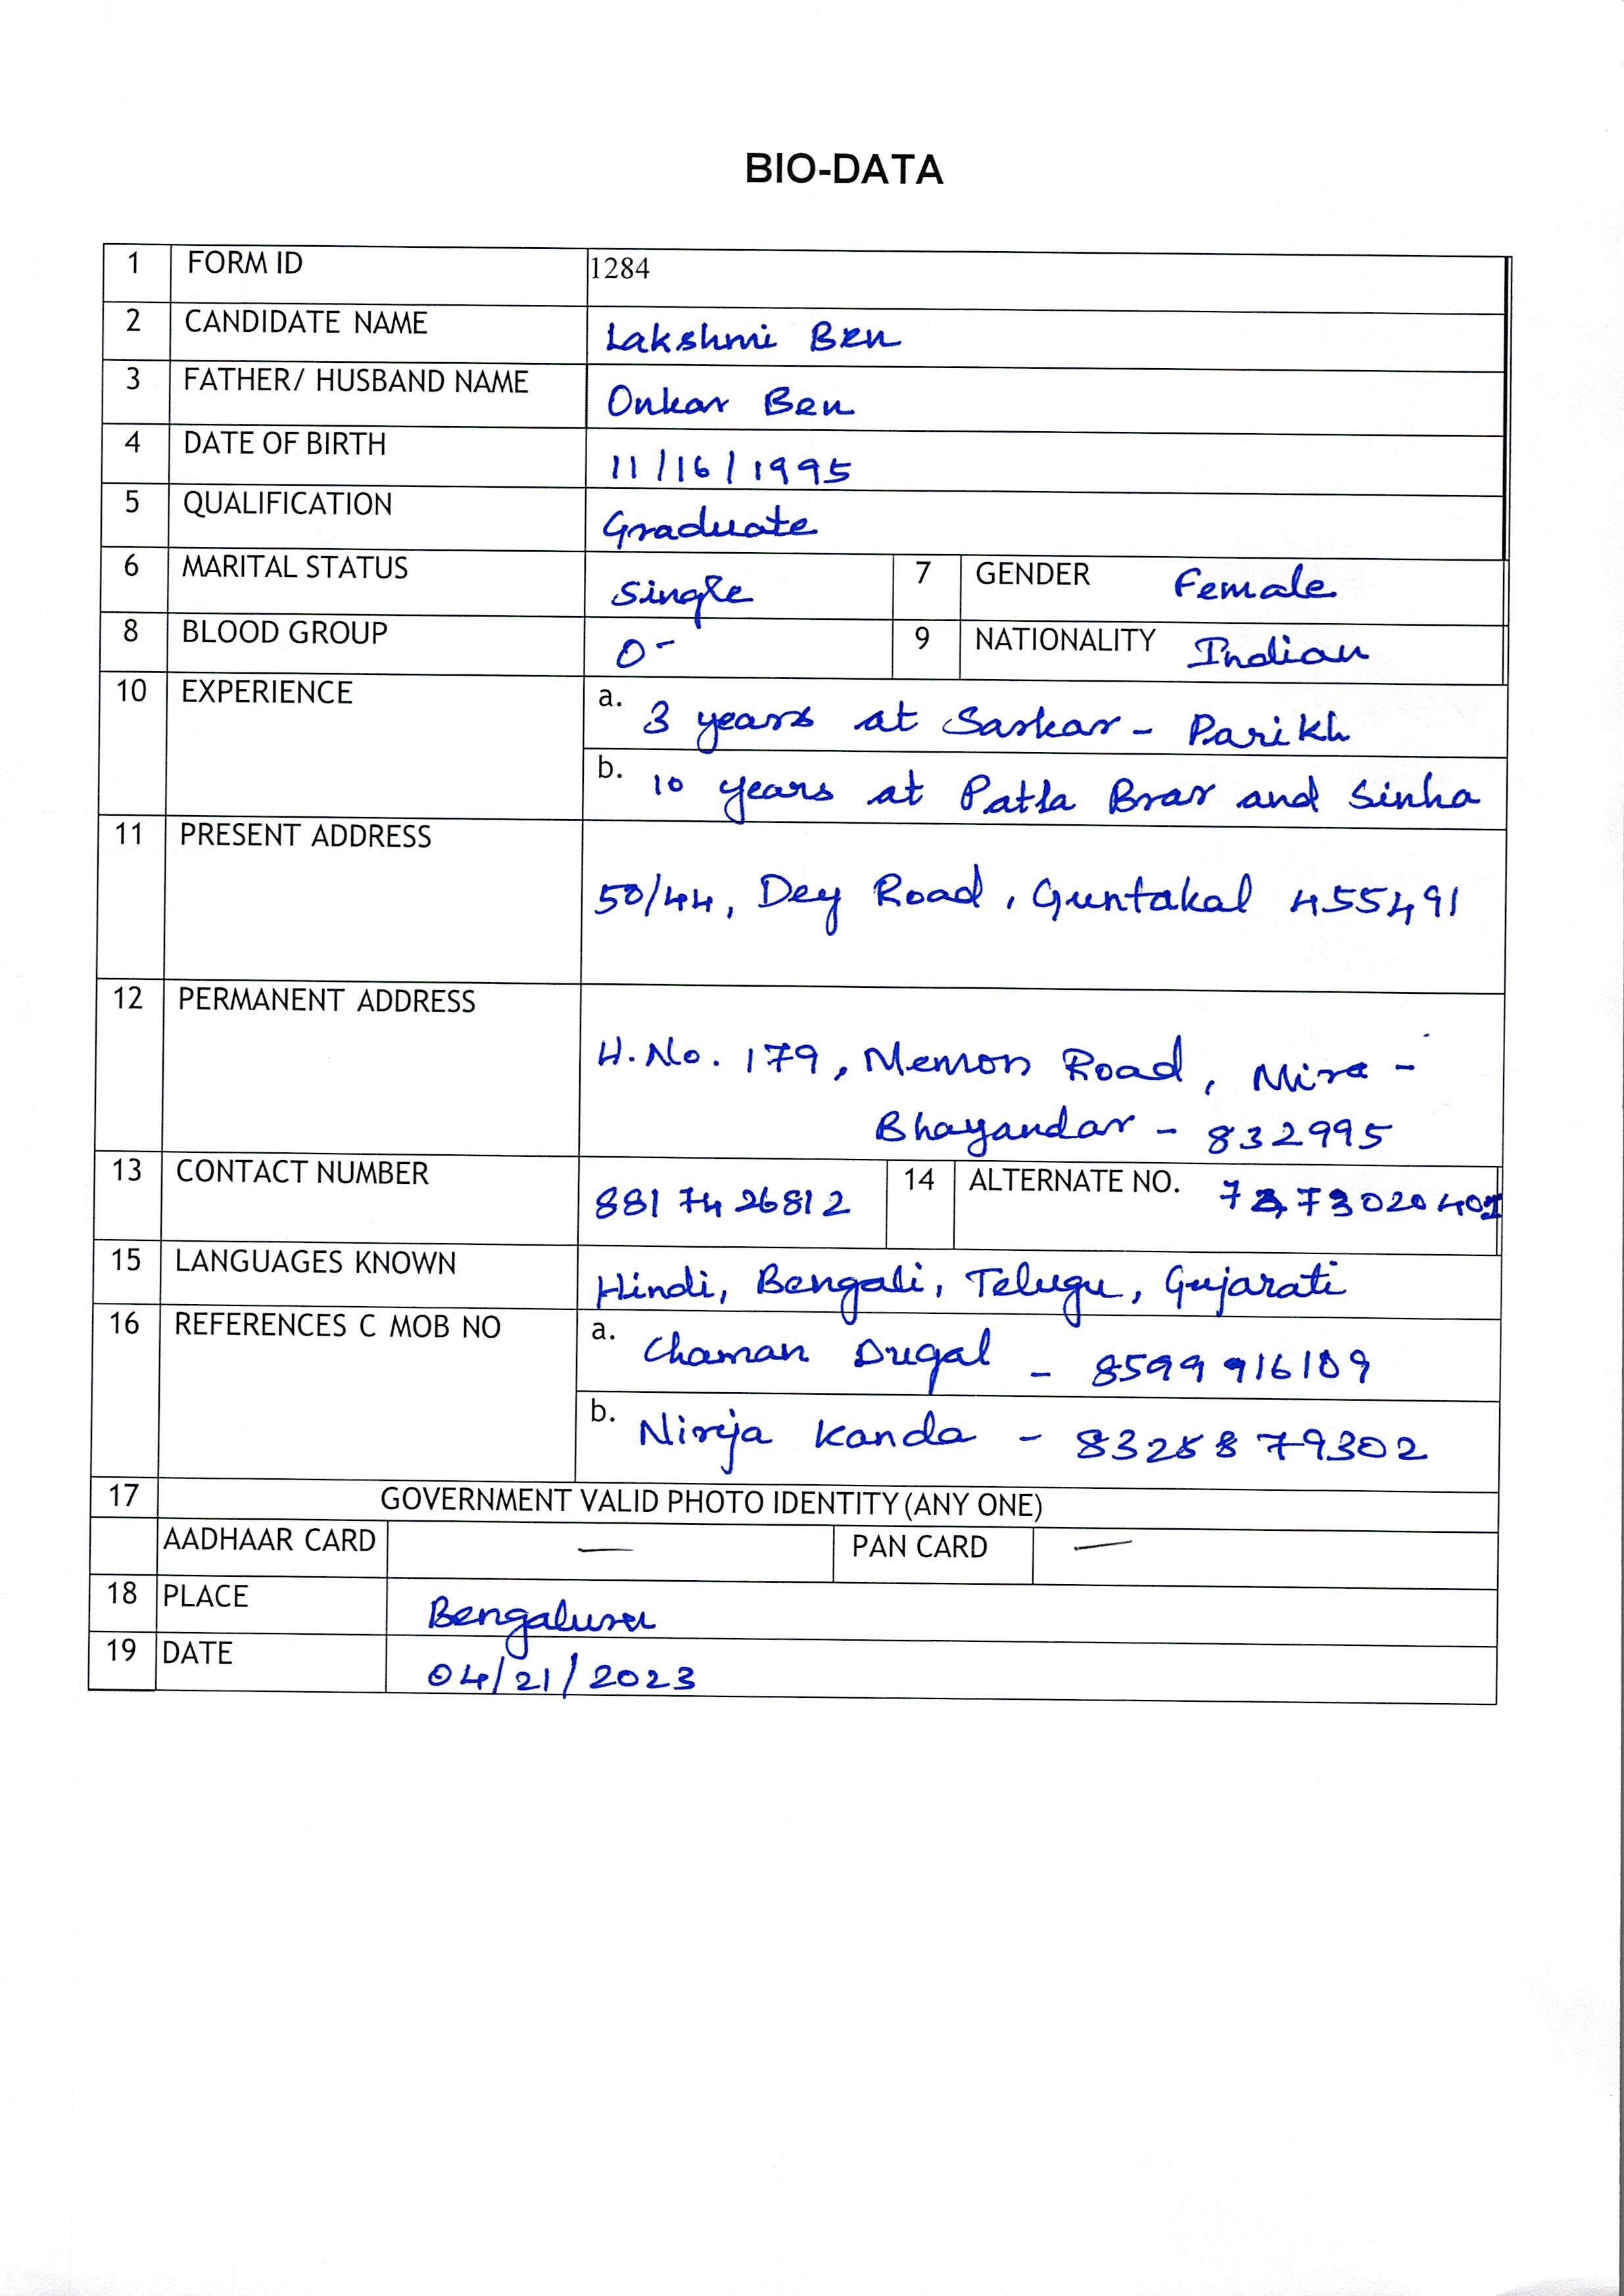 BIO-DATA
1 FORM ID 1284
2 CANDIDATE NAME Lakshmi Ben
3 FATHER/ HUSBAND NAME Onkar Ben
4 DATE OF BIRTH 11/16/1995
5 QUALIFICATION Graduate
6 MARITAL STATUS Single 7 GENDER Female
8 BLOOD GROUP O- 9 NATIONALITY Indian
10 EXPERIENCE a. 3 years at Sarkar - Parikh
b. 10 years at Patla Brar and Sinha
11 PRESENT ADDRESS
50/44, Dey Road, Guntakal 455491
12 PERMANENT ADDRESS
H.No. 179, Memon Road, Mira -
Bhayandar - 832995
13 CONTACT NUMBER 8817426812 14 ALTERNATE NO.
15 LANGUAGES KNOWN Hindi, Bengali, Telugu, Gujarati
16 REFERENCES C MOB NO a. Chaman Dugal - 8599916109
b. Nirja Kanda -
17 GOVERNMENT VALID PHOTO IDENTITY (ANY ONE)
AADHAAR CARD — PAN CARD —
18 PLACE Bengaluru
19 DATE 04/21/2023